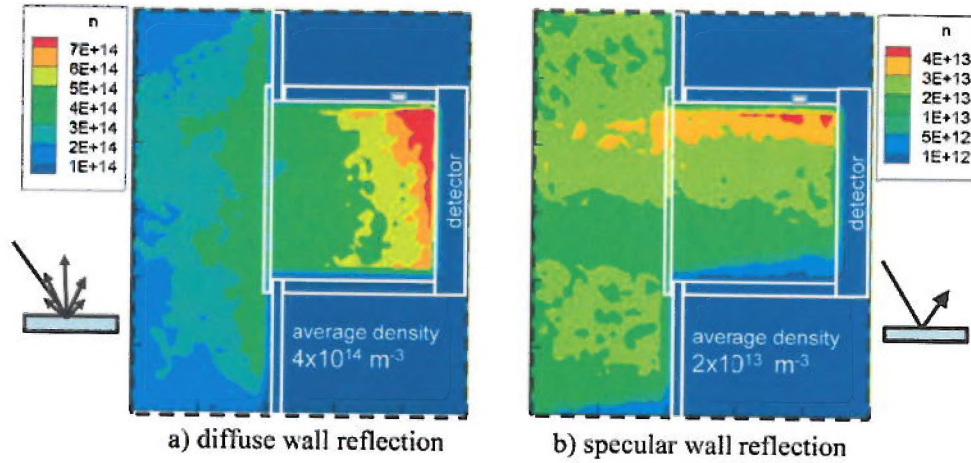 n
7E+14
6E+14
5E+14
4E+14
3E+14
2E+14
1E+14
detector
average density
4x10¹⁴ m⁻³
a) diffuse wall reflection
n
4E+13
3E+13
2E+13
1E+13
5E+12
1E+12
detector
average density
2x10¹³ m⁻³
b) specular wall reflection